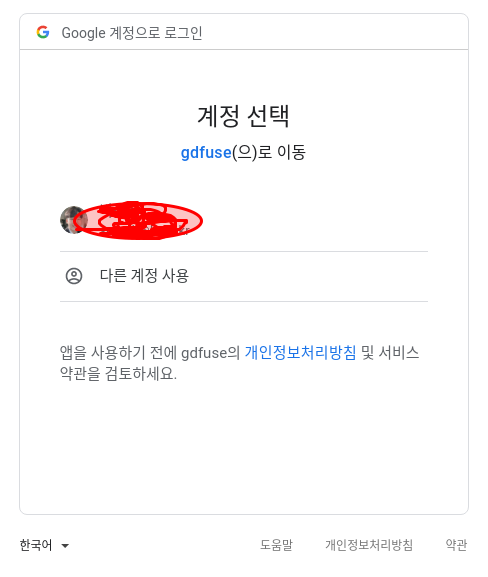 Google 계정으로 로그인
계정 선택
gdfuse(으)로 이동
다른 계정 사용
앱을 사용하기 전에 gdfuse의 개인정보처리방침 및 서비스
약관을 검토하세요.
한국어 도움말 개인정보처리방침 약관